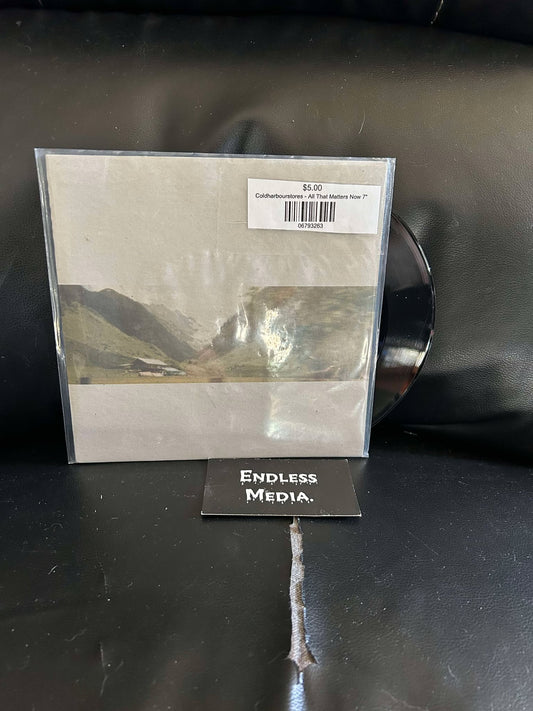 $5.00
Coldharbourstores - All That Matters Now 7"
06793263
Endless
Media.